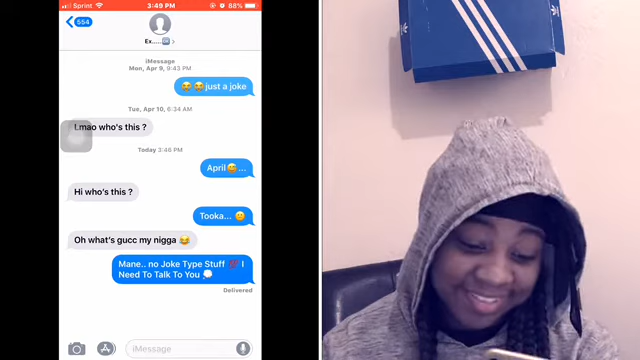 Sprint 3:49 PM 68%
554
Ex.....
iMessage
Mon, Apr 9, 9:43 PM
😭😭just a joke
Tue, Apr 10, 6:34 AM
Lmao who's this ?
Today 3:46 PM
April😅...
Hi who's this ?
Tooka... 😕
Oh what's gucc my nigga 😂
Mane.. no Joke Type Stuff 💯 I
Need To Talk To You 💭
Delivered
iMessage